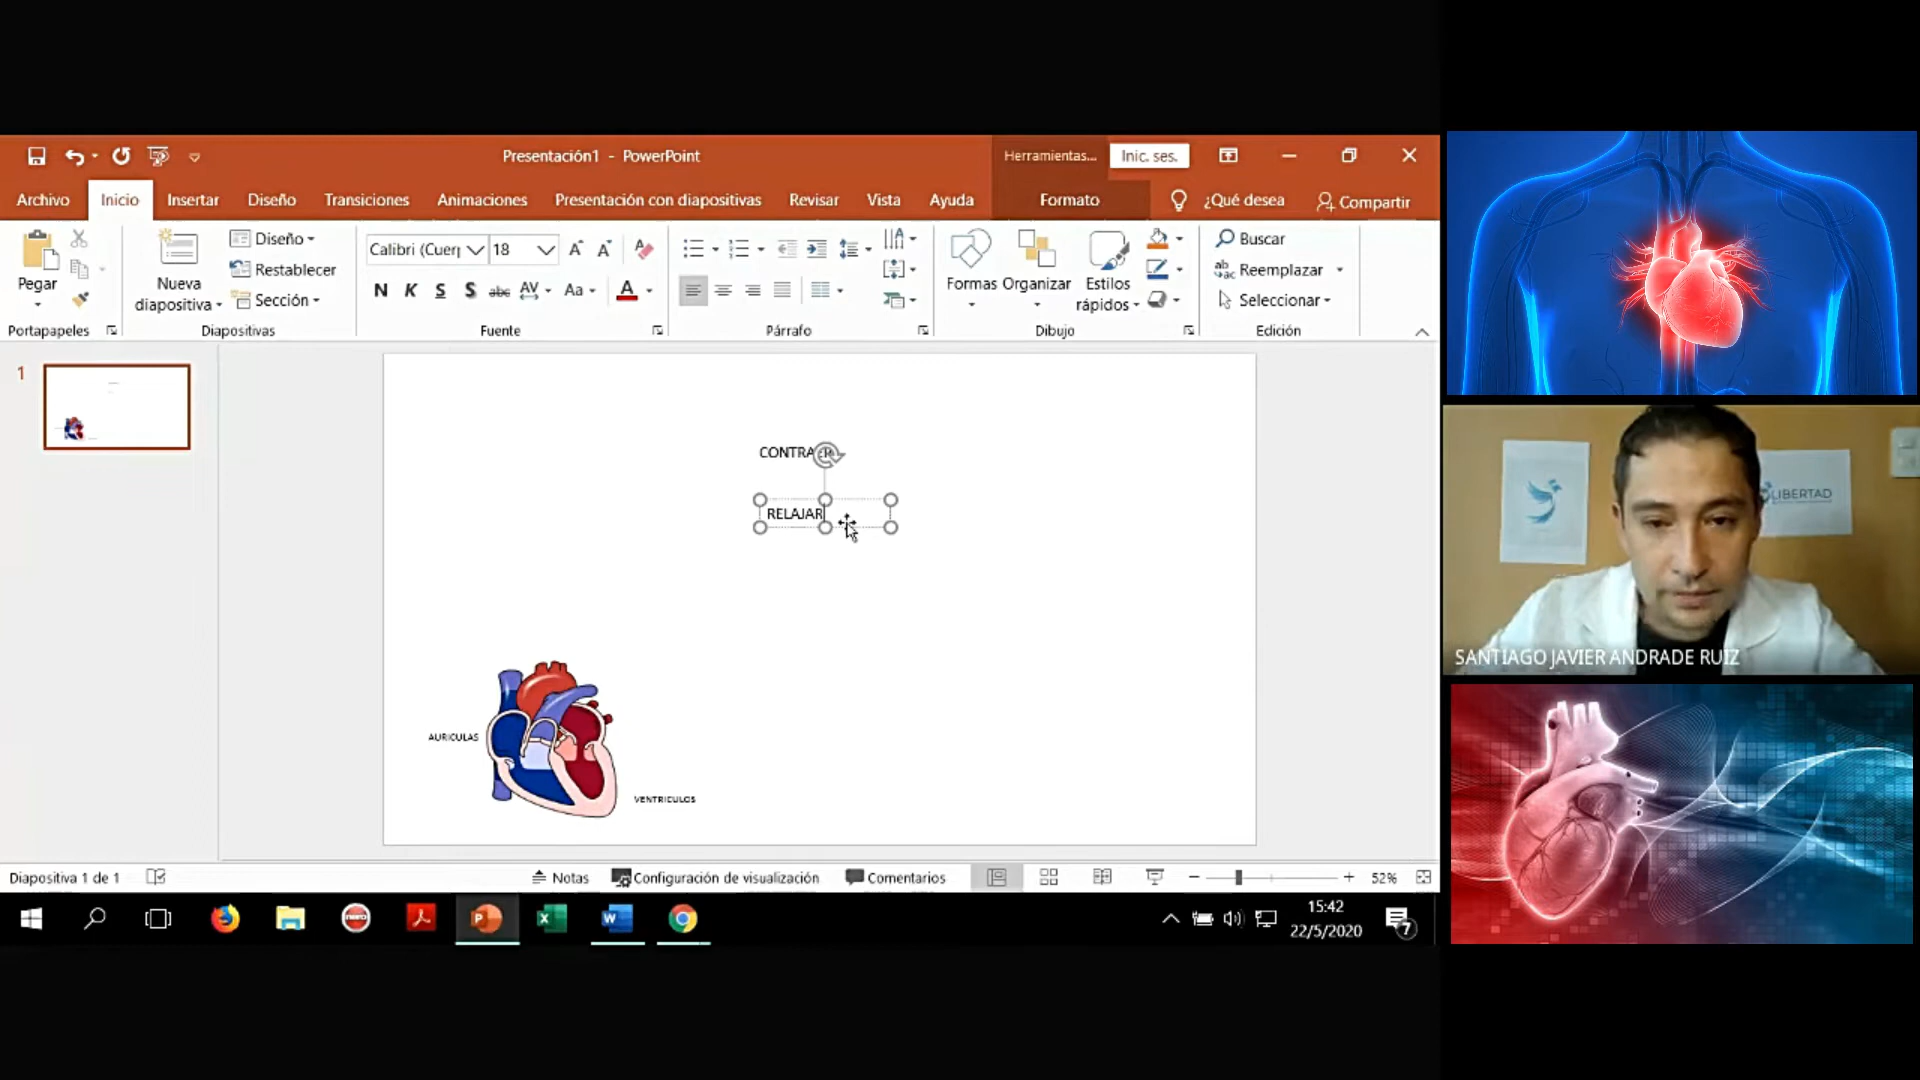 Presentación1 - PowerPoint
Herramientas...
Inic. ses.
Archivo
Inicio
Insertar
Diseño
Transiciones
Animaciones
Presentación con diapositivas
Revisar
Vista
Ayuda
Formato
¿Qué desea
Compartir
Pegar
Nueva
diapositiva
Diseño
Restablecer
Sección
Calibri (Cuerp
18
N K S S abc AV Aa A
Formas
Organizar
Estilos
rápidos
Buscar
Reemplazar
Seleccionar
Portapapeles
Diapositivas
Fuente
Párrafo
Dibujo
Edición
1
CONTRAER
RELAJAR
AURICULAS
VENTRICULOS
LIBERTAD
SANTIAGO JAVIER ANDRADE RUIZ
Diapositiva 1 de 1
Notas
Configuración de visualización
Comentarios
52%
15:42
22/5/2020
7